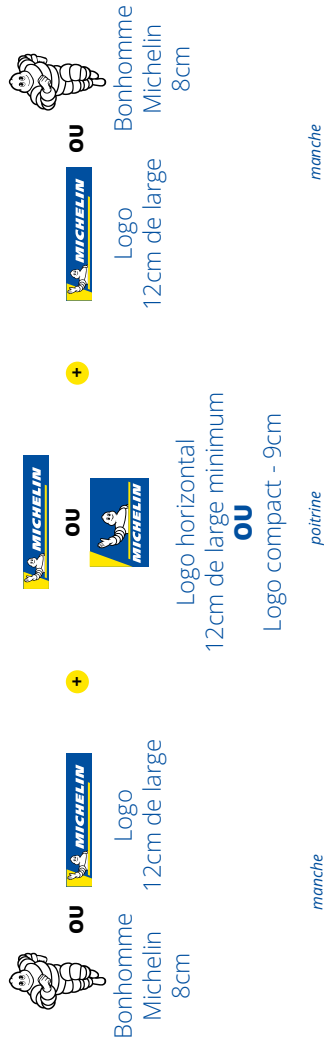 OU
MICHELIN
Bonhomme
Michelin
8cm
Logo
12cm de large
manche
+
MICHELIN
OU
MICHELIN
Logo horizontal
12cm de large minimum
OU
Logo compact - 9cm
poitrine
+
MICHELIN
OU
Logo
12cm de large
Bonhomme
Michelin
8cm
manche